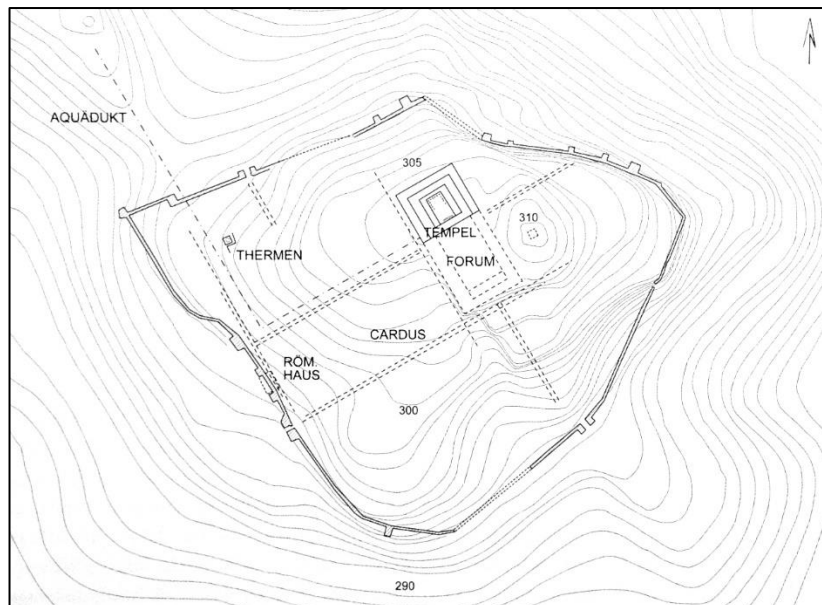 AQUÄDUKT
305
310
TEMPEL
THERMEN
FORUM
CARDUS
RÖM.
HAUS
300
290